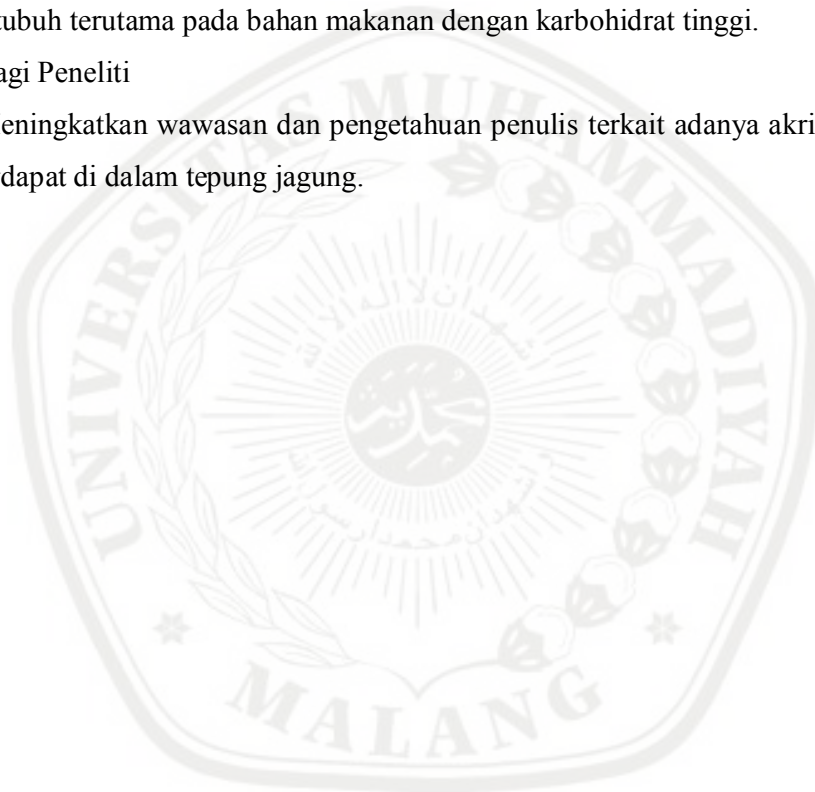 tubuh terutama pada bahan makanan dengan karbohidrat tinggi.
agi Peneliti
eningkatkan wawasan dan pengetahuan penulis terkait adanya akri
dapat di dalam tepung jagung.
UNIVERSITAS MUHAMMADIYAH
MALANG